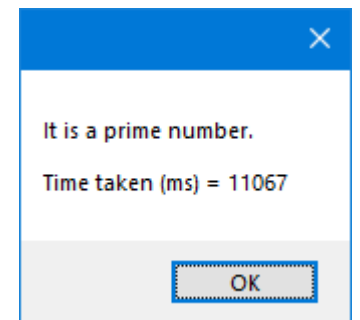 It is a prime number.
Time taken (ms) = 11067
OK